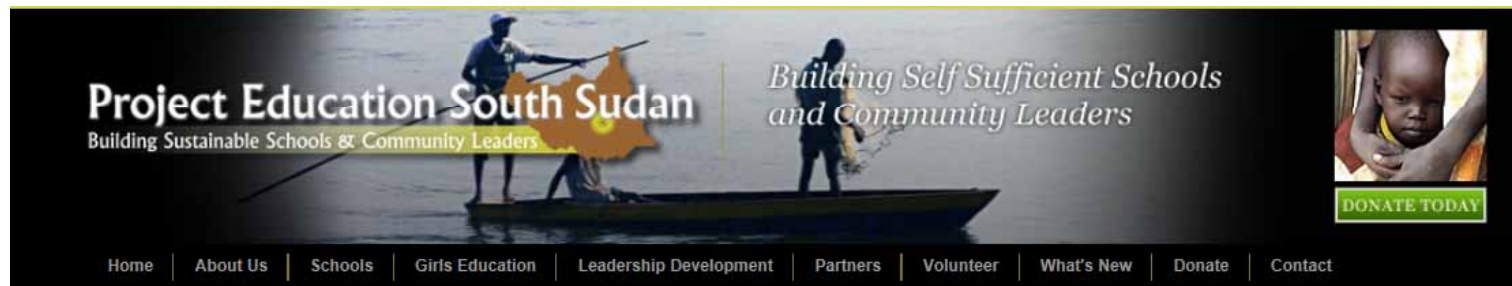 Project Education South Sudan
Building Sustainable Schools & Community Leaders
Building Self Sufficient Schools
and Community Leaders
DONATE TODAY
Home
About Us
Schools
Girls Education
Leadership Development
Partners
Volunteer
What's New
Donate
Contact